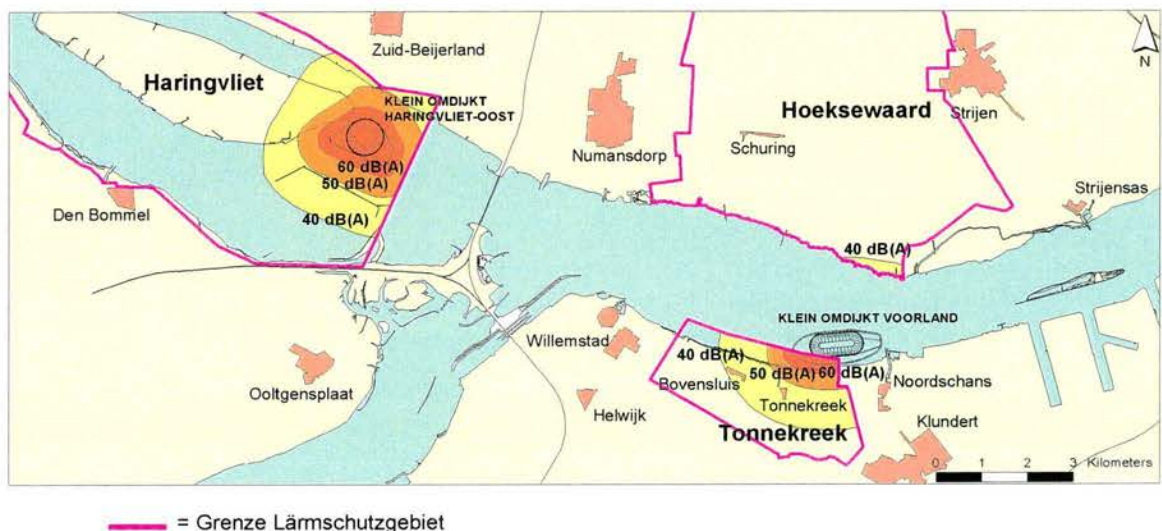 Zuid-Beijerland
N
Haringvliet
KLEIN OMDIJKT
HARINGVLIET-OOST
Hoeksewaard
Strijen
Schuring
Numansdorp
60 dB(A)
50 dB(A)
40 dB(A)
Den Bommel
Strijensas
40 dB(A)
KLEIN OMDIJKT VOORLAND
Willemstad
40 dB(A)
50 dB(A) 60 dB(A)
Bovensluis
Noordschans
Ooltgensplaat
Helwijk
Tonnekreek
Klundert
Tonnekreek
0 1 2 3 Kilometers
= Grenze Lärmschutzgebiet